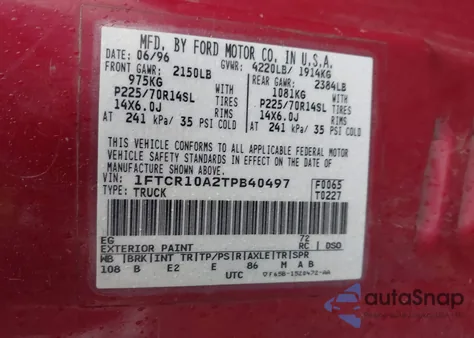 MFD. BY FORD MOTOR CO. IN U.S.A.
DATE: 06/96 GVWR: 4220LB/ 1914KG
FRONT GAWR: 2150LB REAR GAWR: 2384LB
975KG WITH 1081KG WITH
P225/70R14SL TIRES P225/70R14SL TIRES
14X6.0J RIMS 14X6.0J RIMS
AT 241 kPa/ 35 PSI COLD AT 241 kPa/ 35 PSI COLD
THIS VEHICLE CONFORMS TO ALL APPLICABLE FEDERAL MOTOR
VEHICLE SAFETY STANDARDS IN EFFECT ON THE DATE OF
MANUFACTURE SHOWN ABOVE.
VIN: 1FTCR10A2TPB40497 F0065
TYPE: TRUCK T0227
EG 72
EXTERIOR PAINT RC DSO
WB BRK INT TR TP/PS R AXLE TR SPR
108 B E2 E 86 M A B
UTC
autoSnap